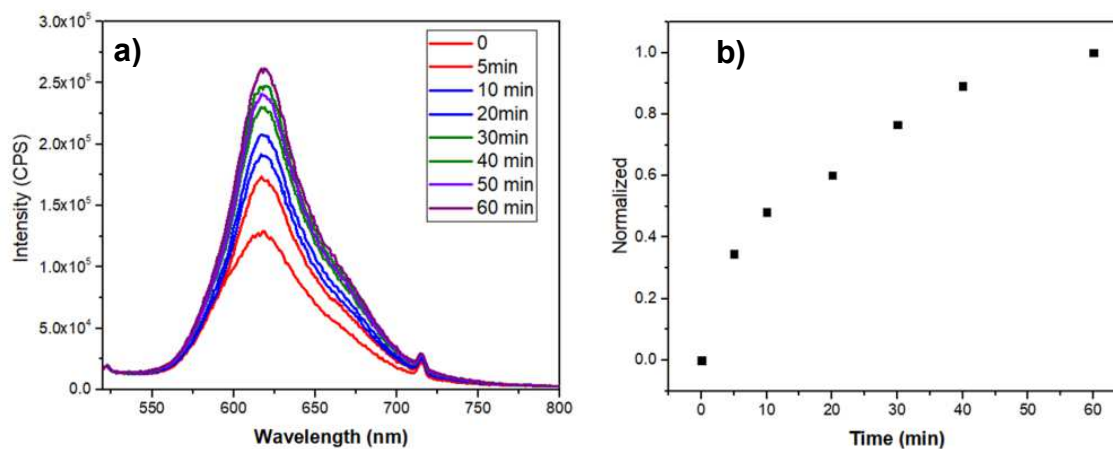 a)
3.0x10⁵
2.5x10⁵
2.0x10⁵
1.5x10⁵
1.0x10⁵
5.0x10⁴
0.0
Intensity (CPS)
550 600 650 700 750 800
Wavelength (nm)
0
5min
10 min
20min
30min
40 min
50 min
60 min
b)
1.0
0.8
0.6
0.4
0.2
0.0
Normalized
0 10 20 30 40 50 60
Time (min)